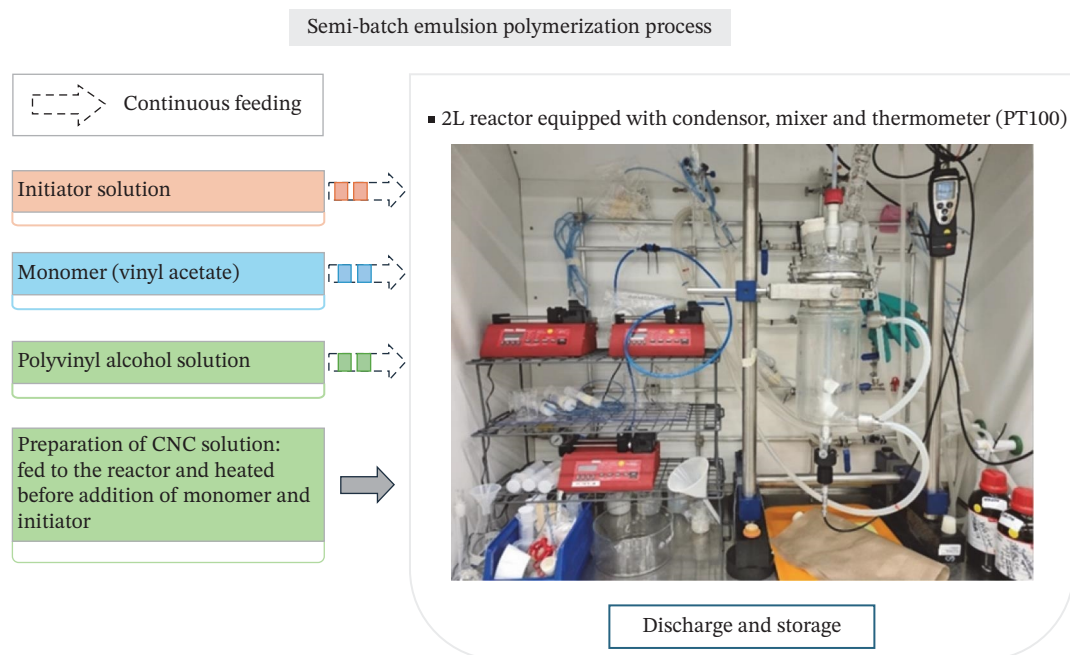 Semi-batch emulsion polymerization process
Continuous feeding
Initiator solution
Monomer (vinyl acetate)
Polyvinyl alcohol solution
Preparation of CNC solution:
fed to the reactor and heated
before addition of monomer and
initiator
▪ 2L reactor equipped with condensor, mixer and thermometer (PT100)
Discharge and storage